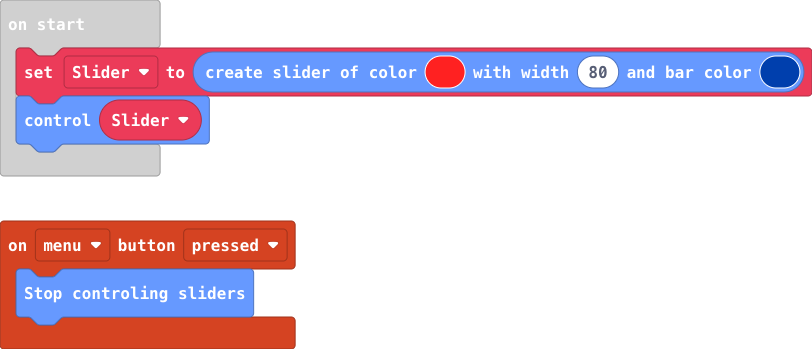 on start
set Slider to create slider of color with width 80 and bar color
control Slider
on menu button pressed
Stop controling sliders